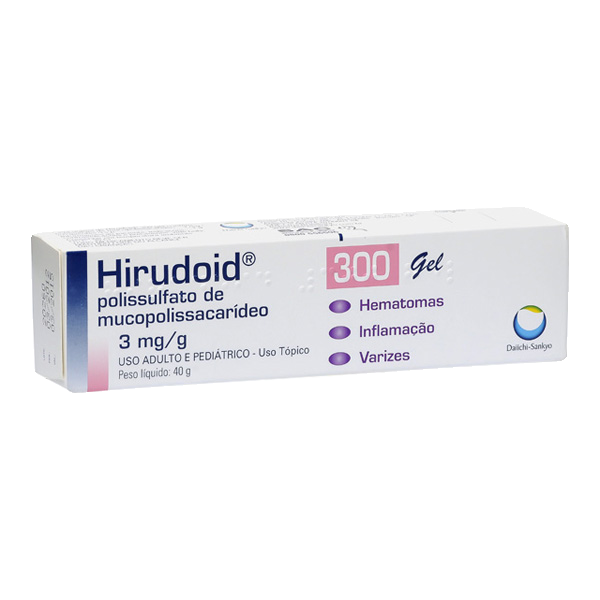 Hirudoid®
polissulfato de
mucopolissacarídeo
3 mg/g
USO ADULTO E PEDIÁTRICO - Uso Tópico
Peso líquido: 40 g
300 Gel
Hematomas
Inflamação
Varizes
Daiichi-Sankyo